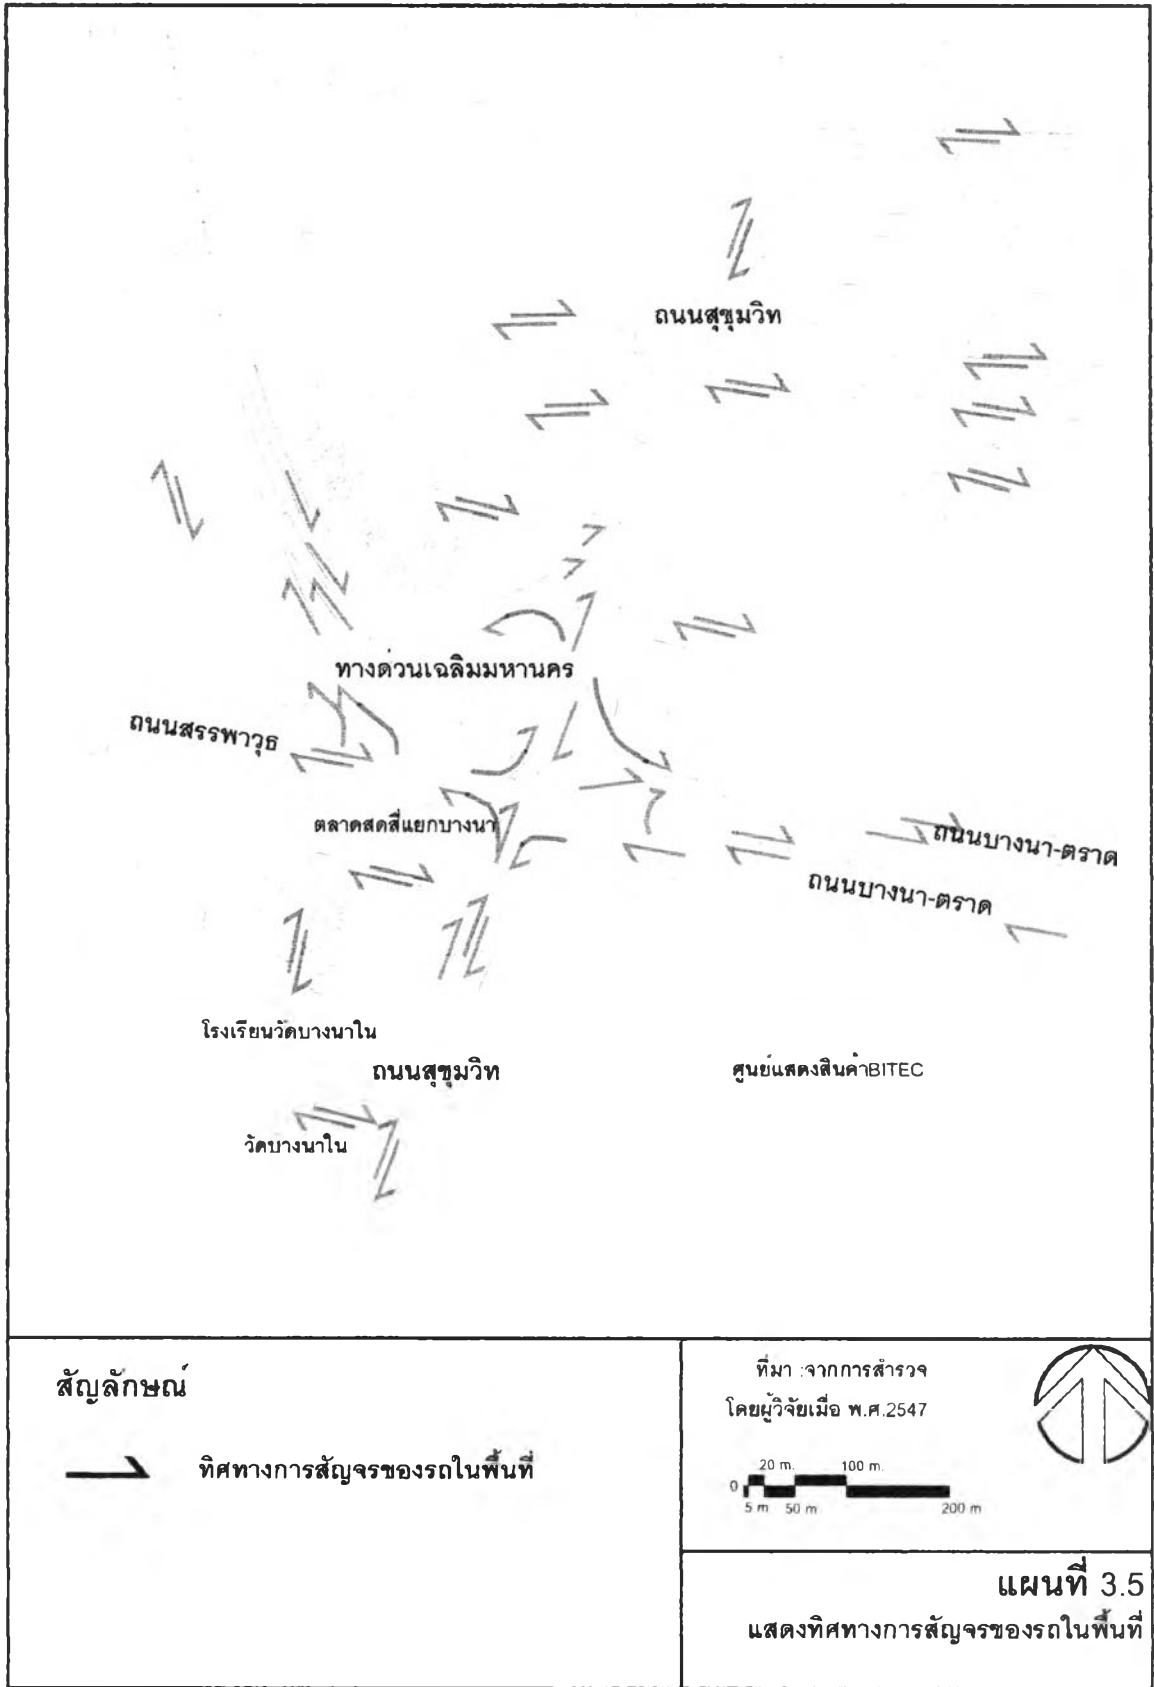 ถนนสุขุมวิท
ทางด่วนเฉลิมมหานคร
ถนนสรรพาวุธ
ตลาดสดสี่แยกบางนา
ถนนบางนา-ตราด
ถนนบางนา-ตราด
โรงเรียนวัดบางนาใน
ถนนสุขุมวิท
ศูนย์แสดงสินค้าBITEC
วัดบางนาใน
สัญลักษณ์
ทิศทางการสัญจรของรถในพื้นที่
ที่มา :จากการสำรวจ
โดยผู้วิจัยเมื่อ พ.ศ.2547
20 m. 100 m.
0
5 m 50 m 200 m
แผนที่ 3.5
แสดงทิศทางการสัญจรของรถในพื้นที่